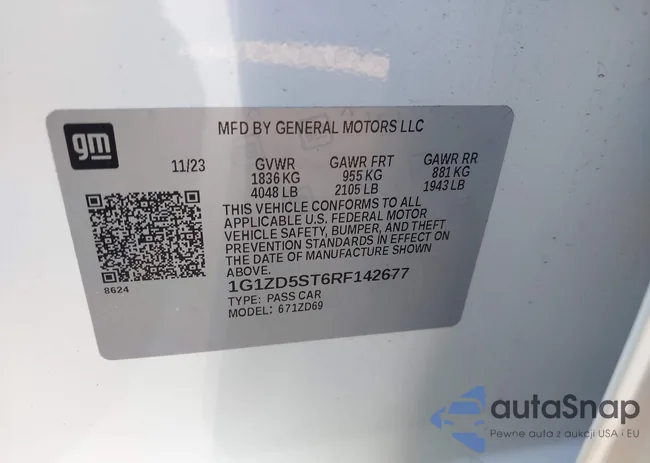 gm
MFD BY GENERAL MOTORS LLC
11/23 GVWR GAWR FRT GAWR RR
1836 KG 955 KG 881 KG
4048 LB 2105 LB 1943 LB
THIS VEHICLE CONFORMS TO ALL
APPLICABLE U.S. FEDERAL MOTOR
VEHICLE SAFETY, BUMPER, AND THEFT
PREVENTION STANDARDS IN EFFECT ON
THE DATE OF MANUFACTURE SHOWN
ABOVE.
8624
1G1ZD5ST6RF142677
TYPE: PASS CAR
MODEL: 671ZD69
autaSnap
Pewne auta z aukcji USA i EU